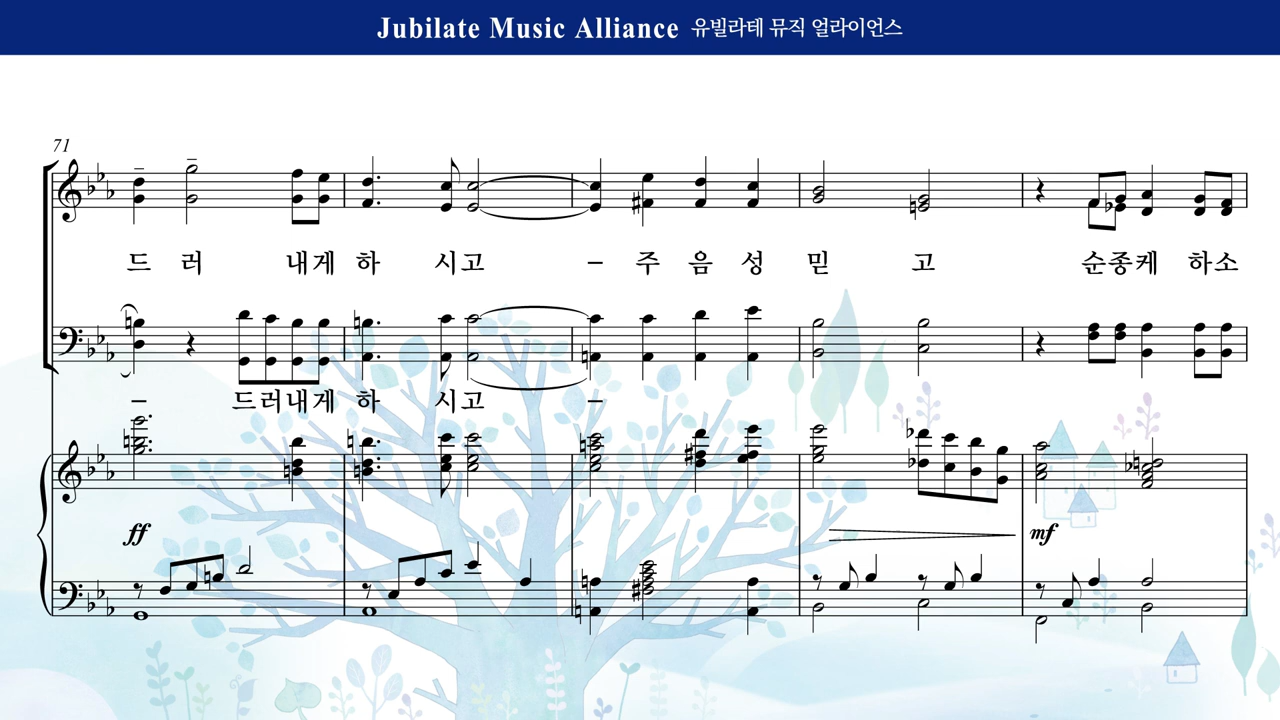 Jubilate Music Alliance 유빌라테 뮤직 얼라이언스
71
드 러 내게 하 시고 – 주 음 성 믿 고 순종케 하소
– 드러내게 하 시고 –
ff
mf